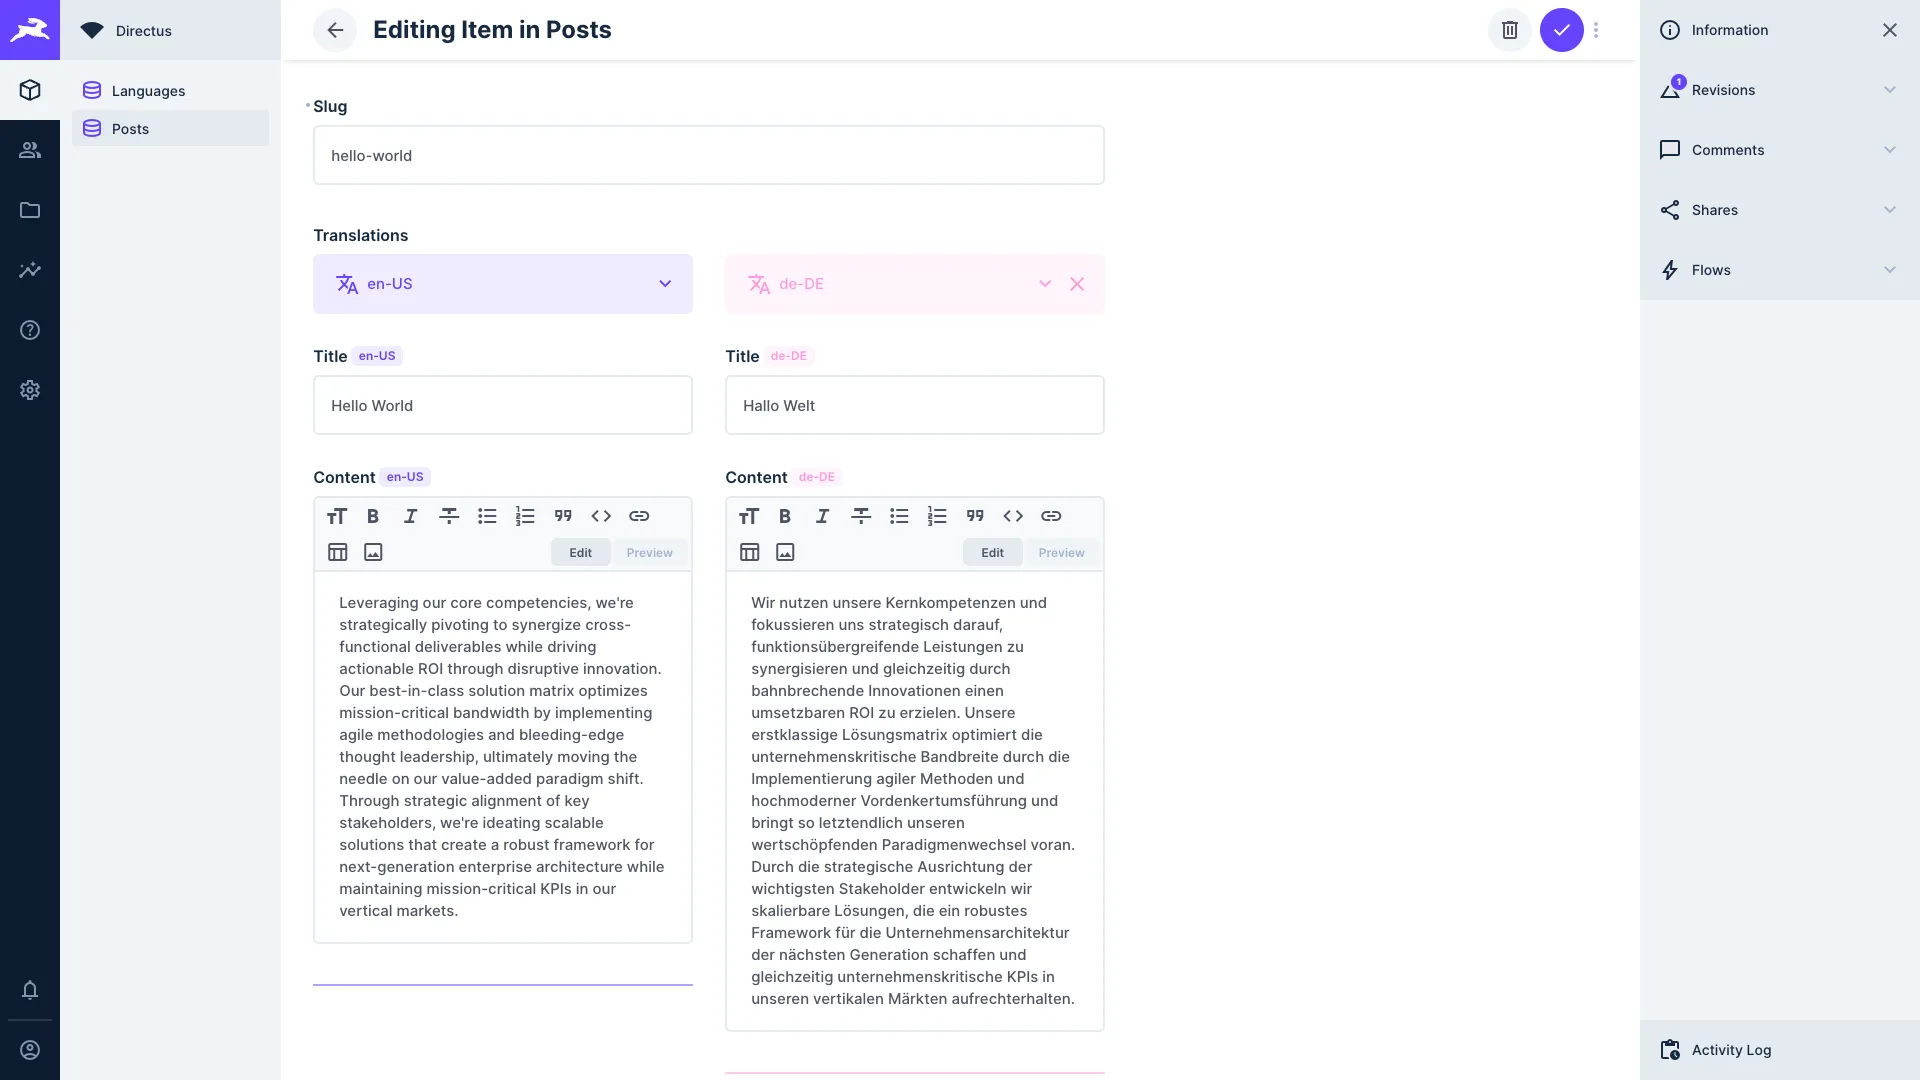 Directus
Languages
Posts
Editing Item in Posts
Slug
hello-world
Translations
en-US
de-DE
Title en-US
Hello World
Title de-DE
Hallo Welt
Content en-US
Edit
Preview
Leveraging our core competencies, we're
strategically pivoting to synergize cross-
functional deliverables while driving
actionable ROI through disruptive innovation.
Our best-in-class solution matrix optimizes
mission-critical bandwidth by implementing
agile methodologies and bleeding-edge
thought leadership, ultimately moving the
needle on our value-added paradigm shift.
Through strategic alignment of key
stakeholders, we're ideating scalable
solutions that create a robust framework for
next-generation enterprise architecture while
maintaining mission-critical KPIs in our
vertical markets.
Content de-DE
Edit
Preview
Wir nutzen unsere Kernkompetenzen und
fokussieren uns strategisch darauf,
funktionsübergreifende Leistungen zu
synergisieren und gleichzeitig durch
bahnbrechende Innovationen einen
umsetzbaren ROI zu erzielen. Unsere
erstklassige Lösungsmatrix optimiert die
unternehmenskritische Bandbreite durch die
Implementierung agiler Methoden und
hochmoderner Vordenkertumsführung und
bringt so letztendlich unseren
wertschöpfenden Paradigmenwechsel voran.
Durch die strategische Ausrichtung der
wichtigsten Stakeholder entwickeln wir
skalierbare Lösungen, die ein robustes
Framework für die Unternehmensarchitektur
der nächsten Generation schaffen und
gleichzeitig unternehmenskritische KPIs in
unseren vertikalen Märkten aufrechterhalten.
Information
1
Revisions
Comments
Shares
Flows
Activity Log